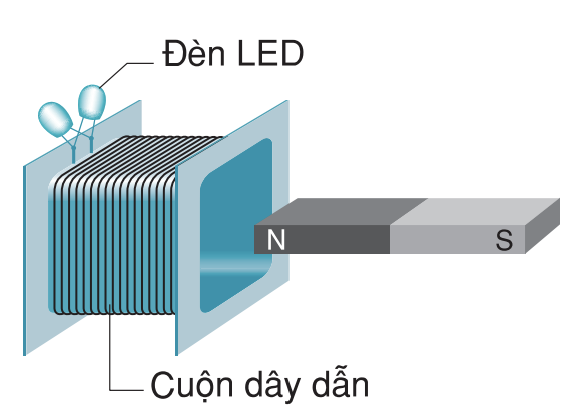 Đèn LED
N
S
Cuộn dây dẫn